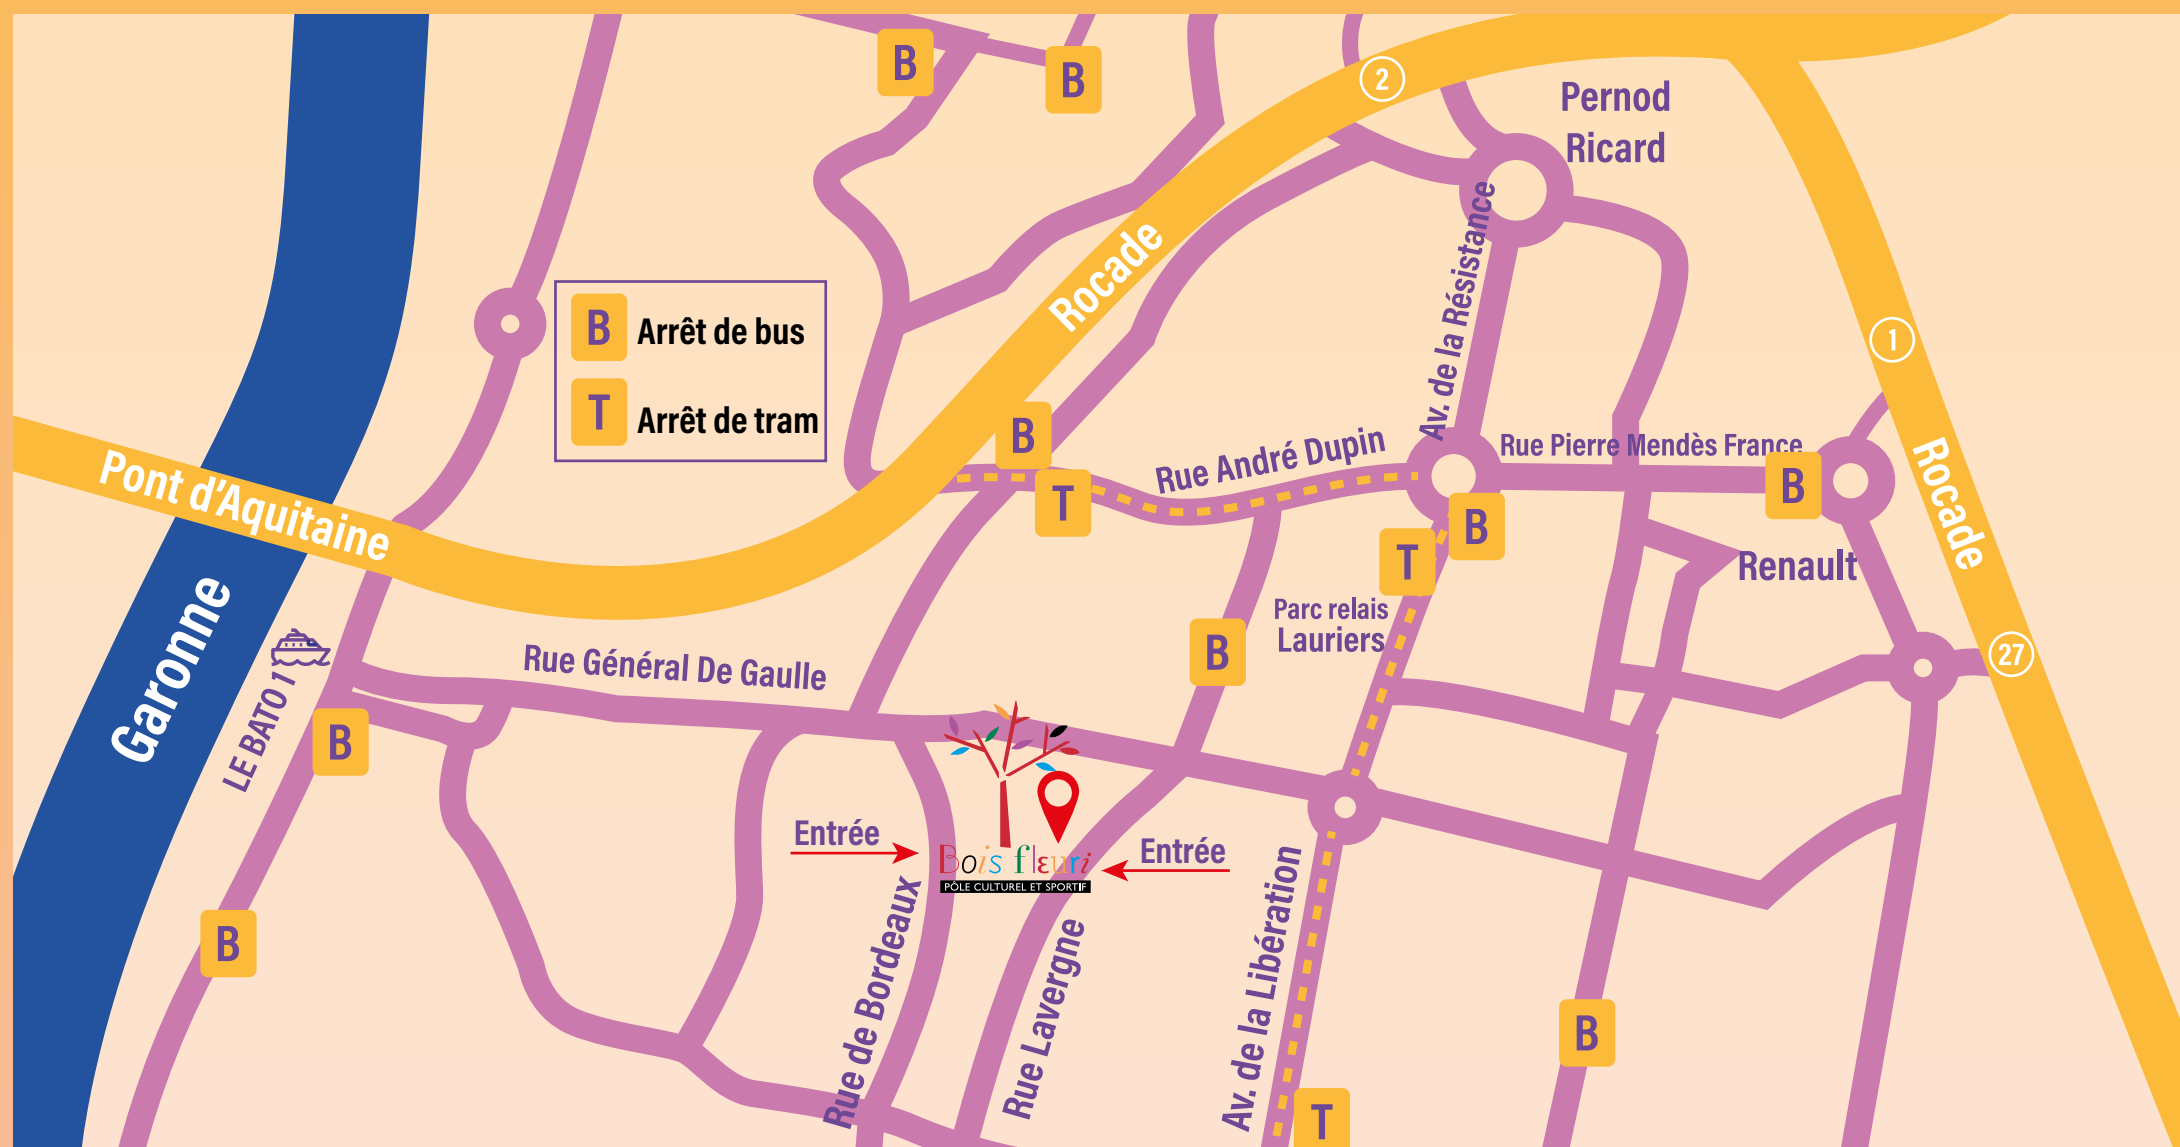 B
B
2
Pernod
Ricard
Rocade
Av. de la Résistance
B Arrêt de bus
T Arrêt de tram
1
B
T
Rue André Dupin
Rue Pierre Mendès France
B
Rocade
Pont d'Aquitaine
B
T
Renault
Garonne
Parc relais
Lauriers
B
27
LE BATO 1
Rue Général De Gaulle
B
Entrée
Entrée
Bois fleuri
PÔLE CULTUREL ET SPORTIF
B
Rue de Bordeaux
Rue Lavergne
Av. de la Libération
B
T